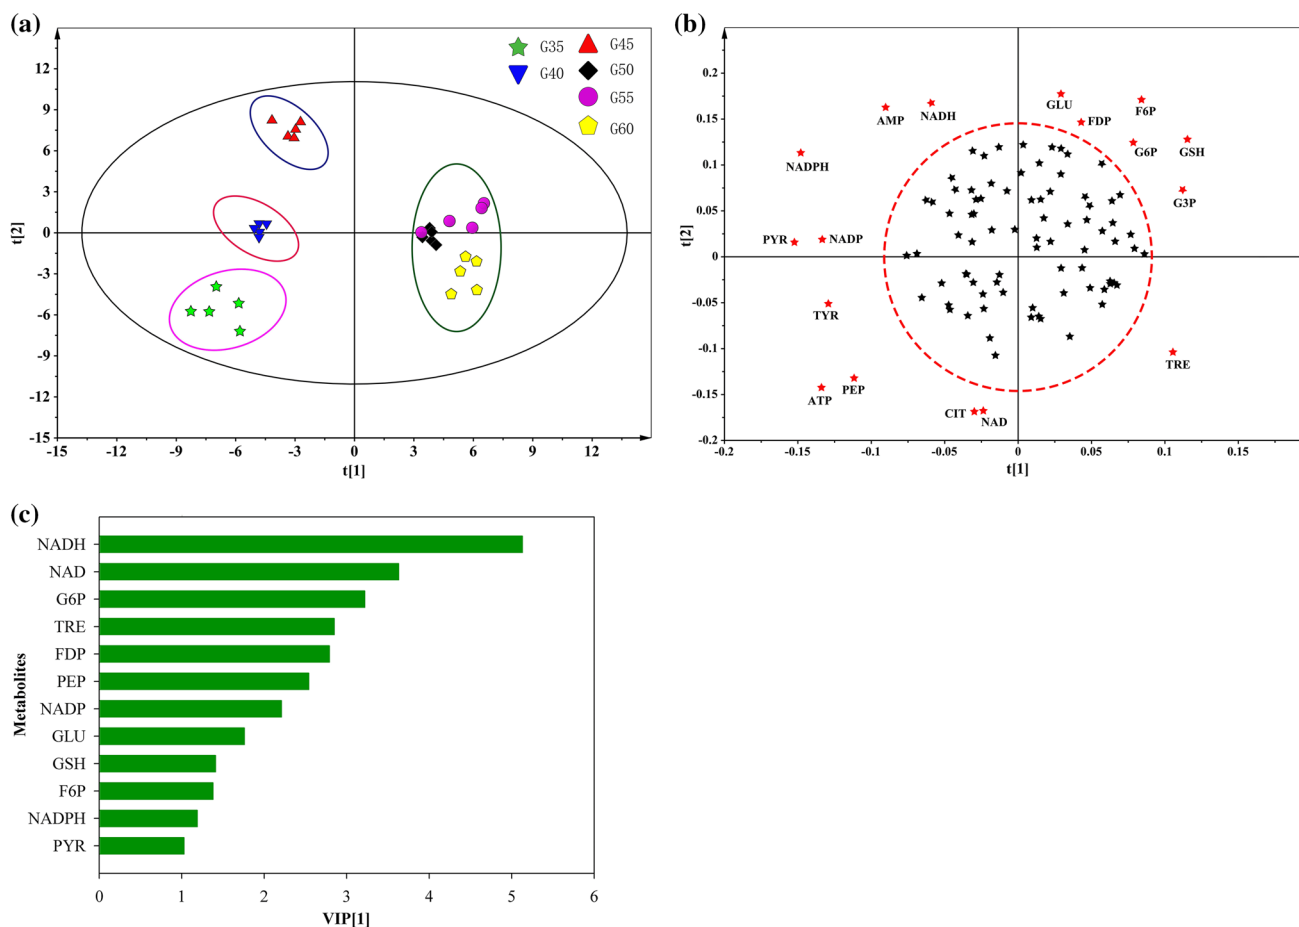 (a)
G35
G45
G40
G50
G55
G60
12
9
6
3
0
-3
-6
-9
-12
-15
t[2]
-15
-12
-9
-6
-3
0
3
6
9
12
t[1]
(b)
0.2
0.15
0.1
0.05
0
-0.05
-0.1
-0.15
-0.2
t[2]
AMP
NADH
GLU
FDP
F6P
G6P
GSH
NADPH
G3P
PYR
NADP
TYR
TRE
ATP
PEP
CIT
NAD
-0.2
-0.15
-0.1
-0.05
0
0.05
0.1
0.15
t[1]
(c)
Metabolites
NADH
NAD
G6P
TRE
FDP
PEP
NADP
GLU
GSH
F6P
NADPH
PYR
0
1
2
3
4
5
6
VIP[1]